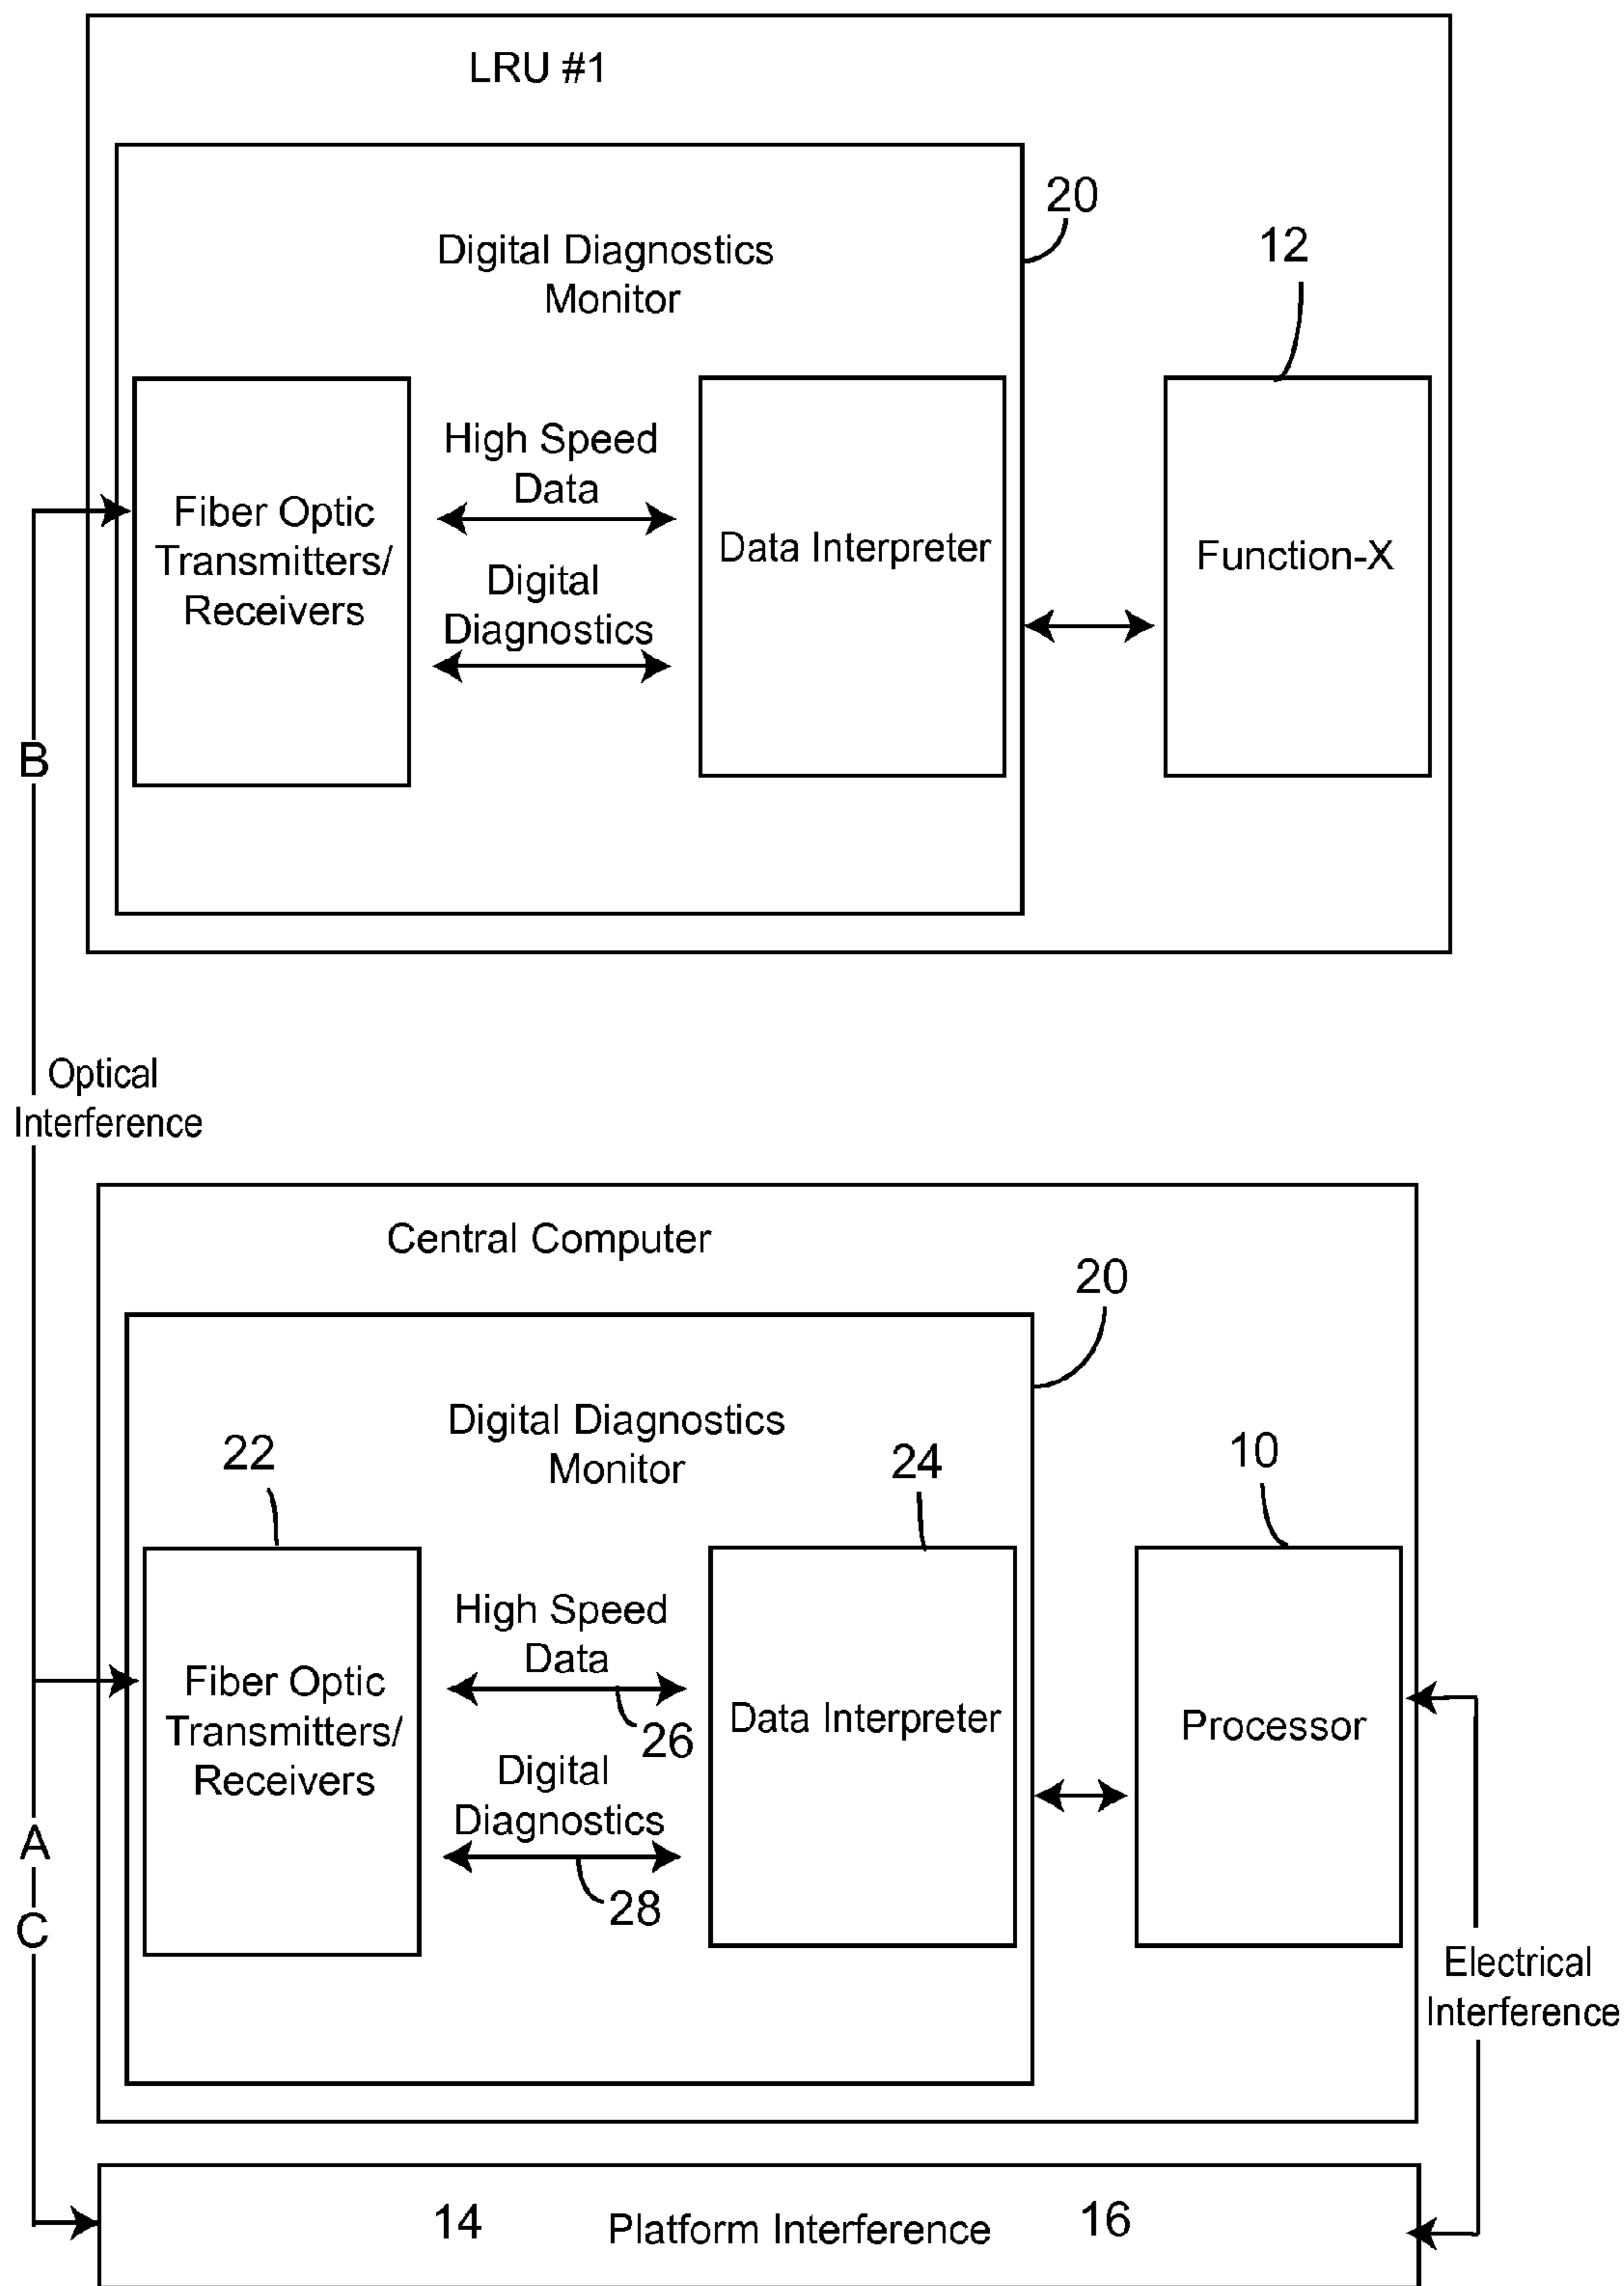 LRU #1
20
Digital Diagnostics
Monitor
12
High Speed
Data
Fiber Optic
Transmitters/
Receivers
Digital
Diagnostics
Data Interpreter
Function-X
B
Optical
Interference
Central Computer
20
Digital Diagnostics
Monitor
22
24
10
High Speed
Data
26
Fiber Optic
Transmitters/
Receivers
Digital
Diagnostics
28
Data Interpreter
Processor
A
C
Electrical
Interference
14 Platform Interference 16